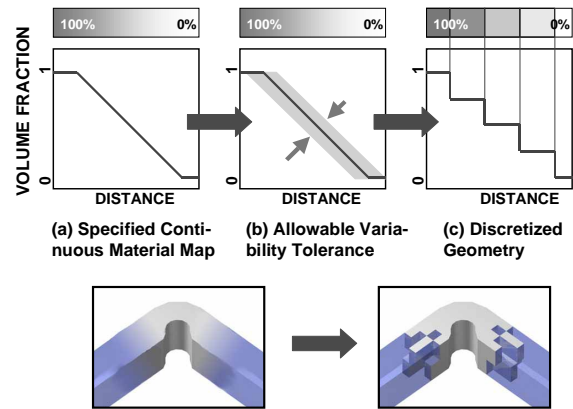 100% 0%
100% 0%
100% 0%
VOLUME FRACTION
1
0
1
0
1
0
DISTANCE
DISTANCE
DISTANCE
(a) Specified Conti-
nuous Material Map
(b) Allowable Varia-
bility Tolerance
(c) Discretized
Geometry